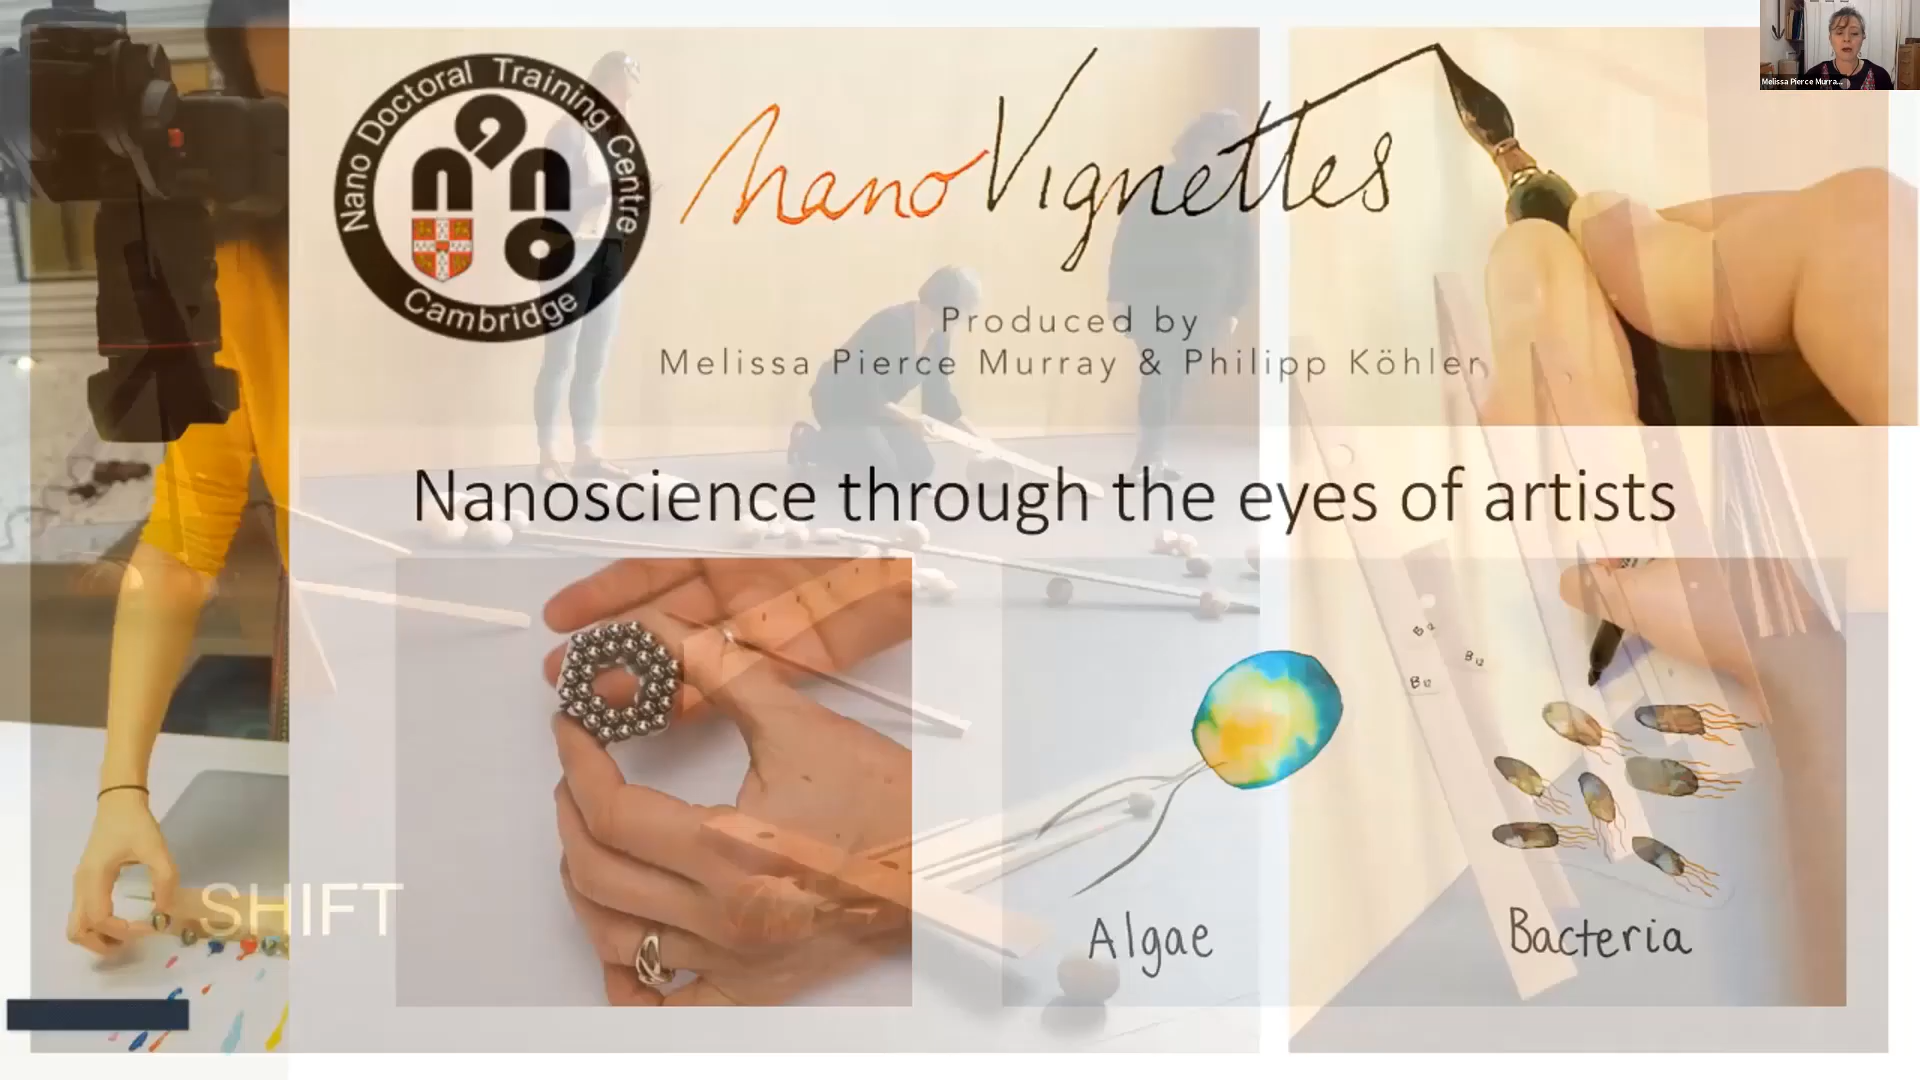 Nano Doctoral Training Centre
nano
Cambridge
nanoVignettes
Produced by
Melissa Pierce Murray & Philipp Köhler
Nanoscience through the eyes of artists
B12
B12
B12
SHIFT
Algae
Bacteria
Melissa Pierce Murra...